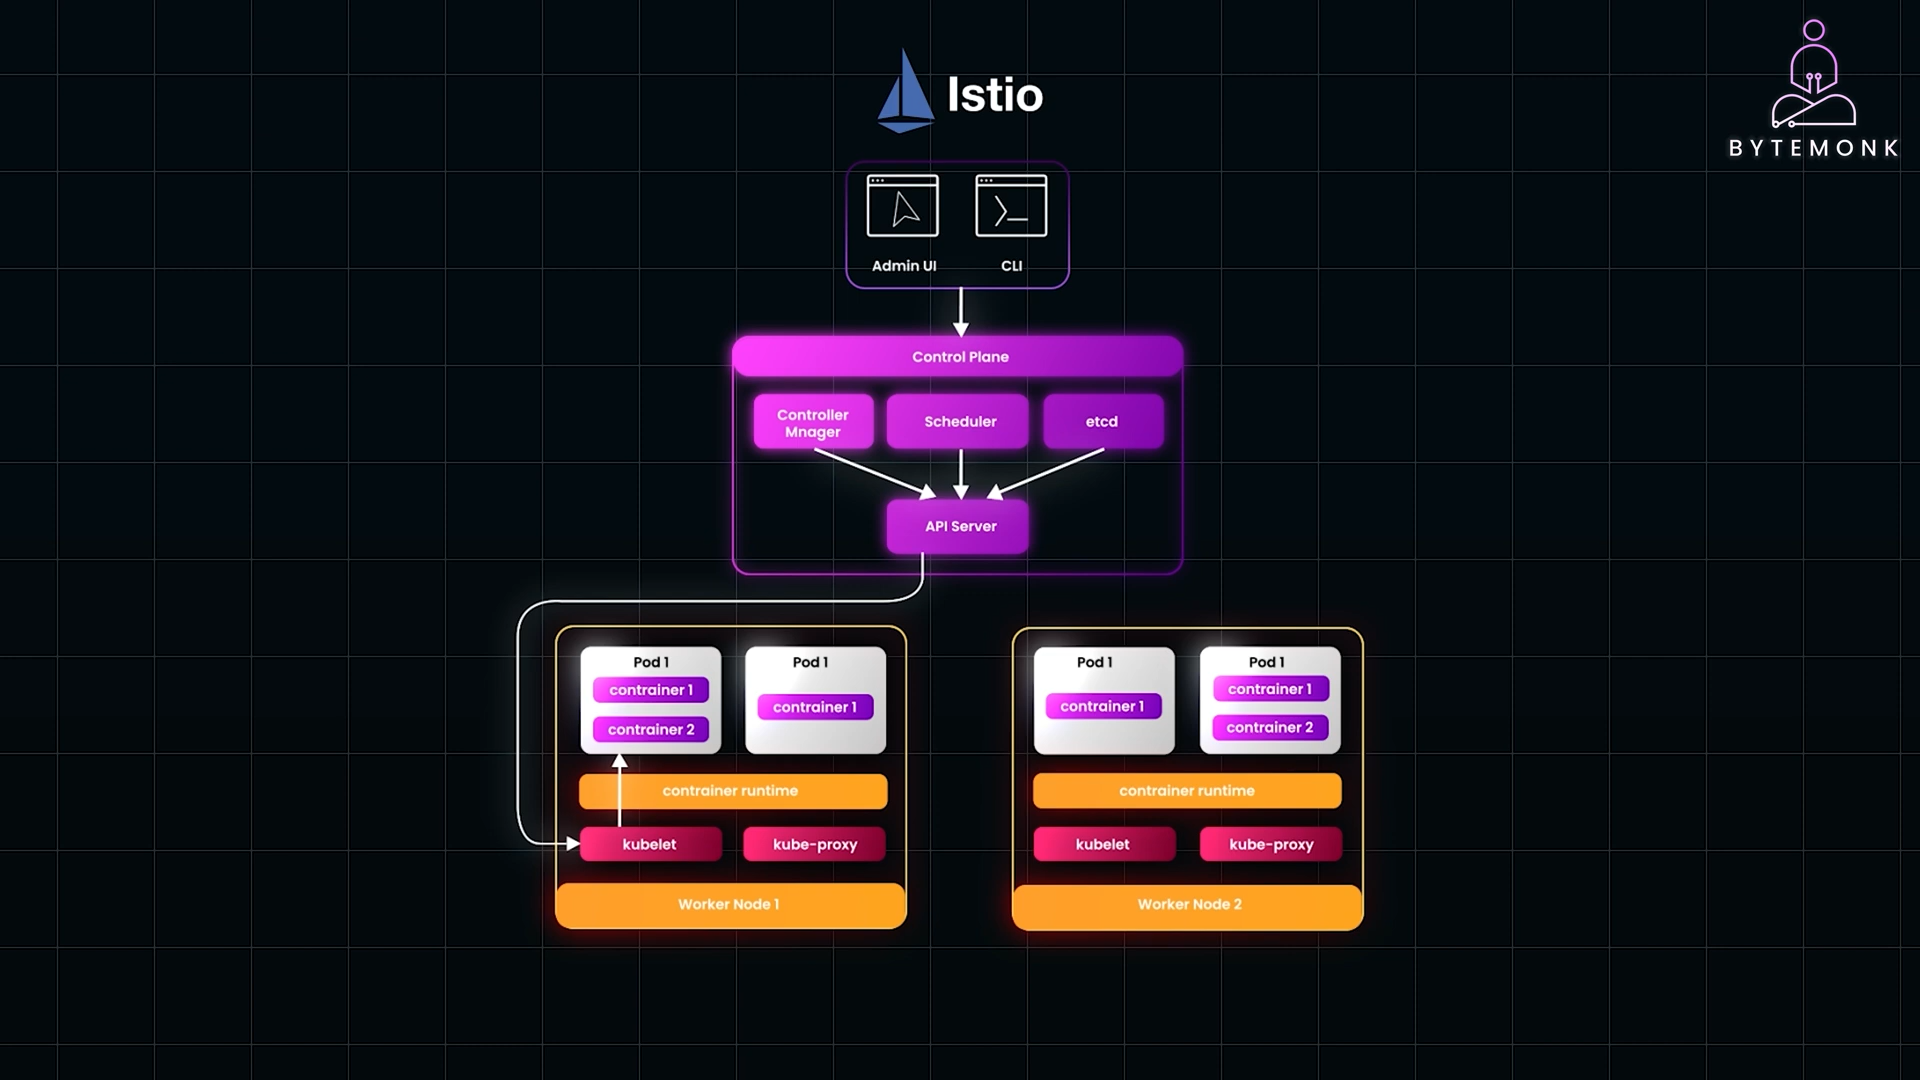 Istio
BYTEMONK
Admin UI
CLI
Control Plane
Controller
Mnager
Scheduler
etcd
API Server
Pod 1
contrainer 1
contrainer 2
Pod 1
contrainer 1
contrainer runtime
kubelet
kube-proxy
Worker Node 1
Pod 1
contrainer 1
Pod 1
contrainer 1
contrainer 2
contrainer runtime
kubelet
kube-proxy
Worker Node 2